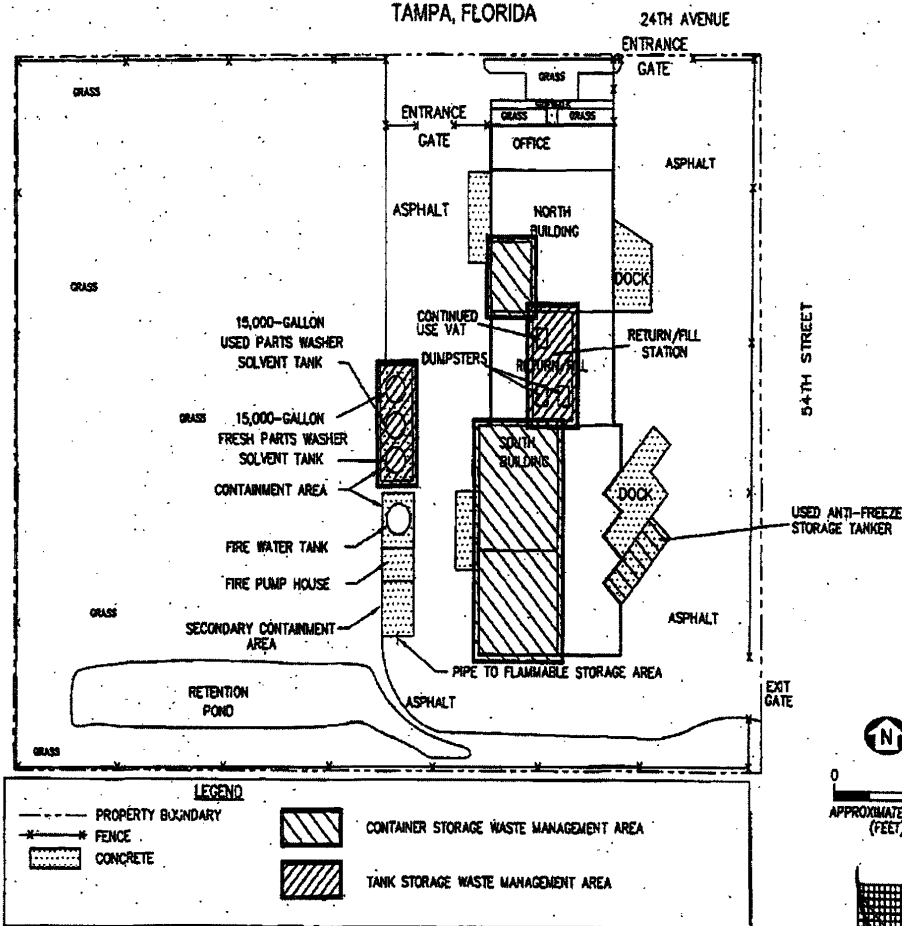 TAMPA, FLORIDA
24TH AVENUE
ENTRANCE
GATE
GRASS
GRASS
GRASS
GRASS
ENTRANCE
GATE
OFFICE
ASPHALT
ASPHALT
NORTH
BUILDING
DOCK
GRASS
15,000-GALLON
USED PARTS WASHER
SOLVENT TANK
CONTINUED
USE VAT
DUMPSTERS
RETURN/FILL
STATION
RETURN/FILL
54TH STREET
GRASS
15,000-GALLON
FRESH PARTS WASHER
SOLVENT TANK
CONTAINMENT AREA
SOUTH
BUILDING
DOCK
USED ANTI-FREEZE
STORAGE TANKER
FIRE WATER TANK
FIRE PUMP HOUSE
GRASS
SECONDARY CONTAINMENT
AREA
ASPHALT
PIPE TO FLAMMABLE STORAGE AREA
RETENTION
POND
ASPHALT
EXIT
GATE
GRASS
N
0
APPROXIMATE
(FEET)
LEGEND
PROPERTY BOUNDARY
FENCE
CONCRETE
CONTAINER STORAGE WASTE MANAGEMENT AREA
TANK STORAGE WASTE MANAGEMENT AREA